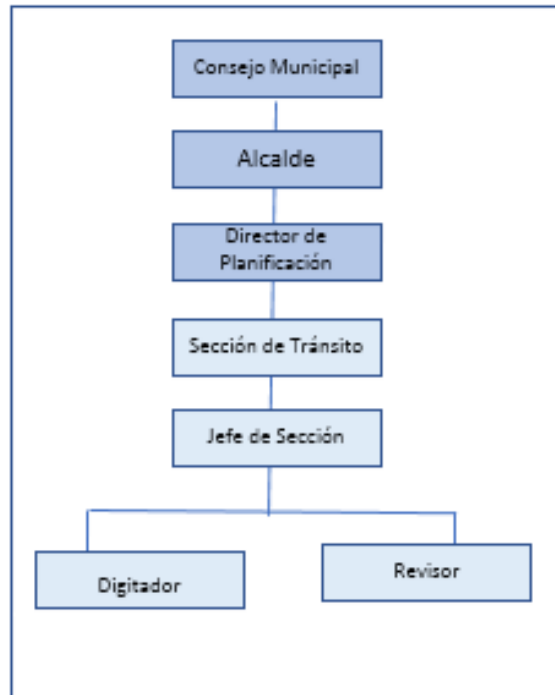 Consejo Municipal
Alcalde
Director de
Planificación
Sección de Tránsito
Jefe de Sección
Digitador
Revisor